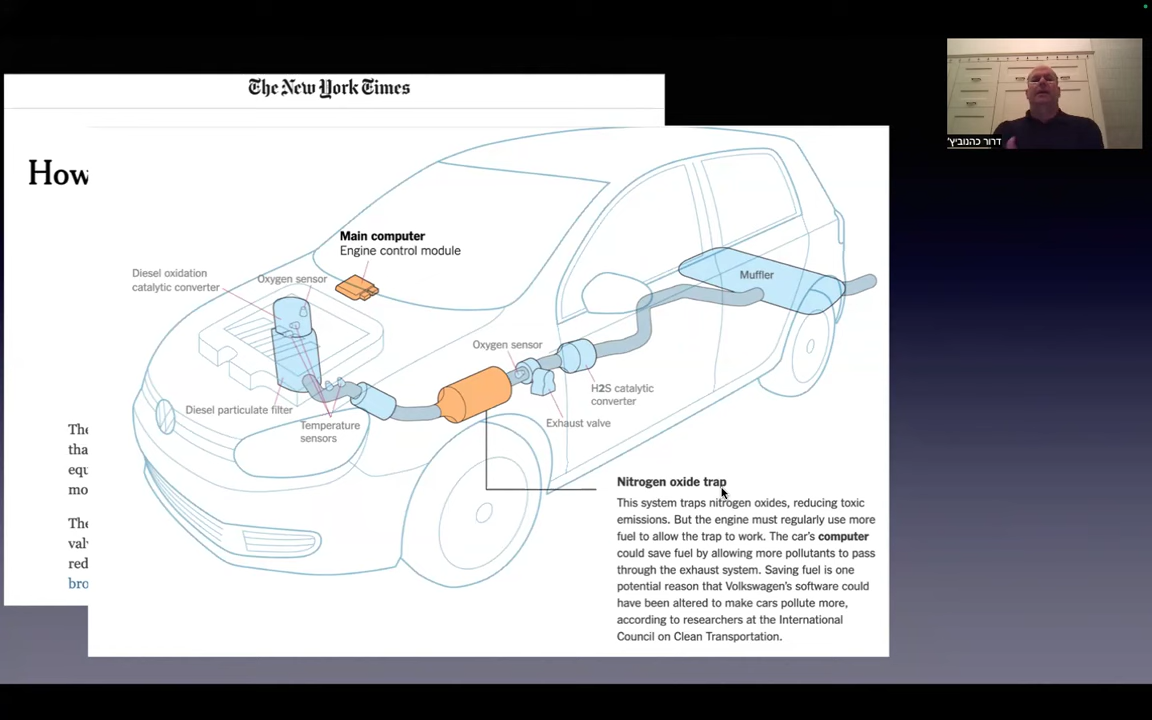 The New York Times
How
Main computer
Engine control module
Diesel oxidation
catalytic converter
Oxygen sensor
Muffler
Oxygen sensor
H2S catalytic
converter
Diesel particulate filter
Temperature
sensors
Exhaust valve
The
tha
equ
mo
The
val
red
bro
Nitrogen oxide trap
This system traps nitrogen oxides, reducing toxic
emissions. But the engine must regularly use more
fuel to allow the trap to work. The car's computer
could save fuel by allowing more pollutants to pass
through the exhaust system. Saving fuel is one
potential reason that Volkswagen's software could
have been altered to make cars pollute more,
according to researchers at the International
Council on Clean Transportation.
דרור כהנוביץ'